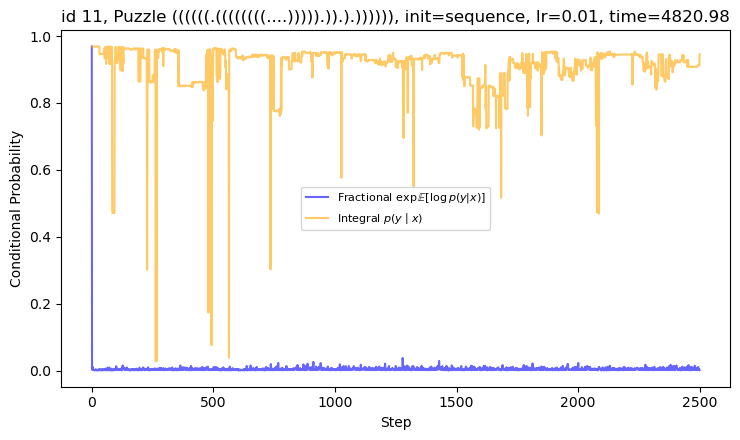 id 11, Puzzle ((((((.((((((((....))))).)).).)))))), init=sequence, lr=0.01, time=4820.98
Conditional Probability
1.0
0.8
0.6
0.4
0.2
0.0
Fractional exp𝔼[log p(y|x)]
Integral p(y | x)
0 500 1000 1500 2000 2500
Step